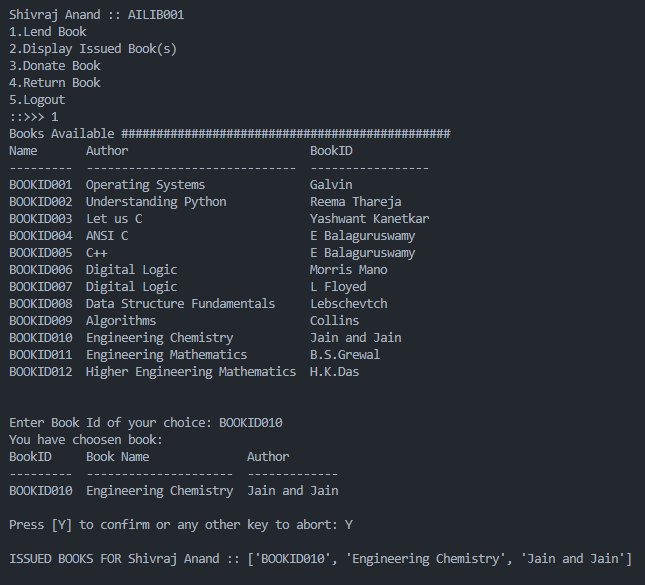 Shivraj Anand :: AILIB001
1.Lend Book
2.Display Issued Book(s)
3.Donate Book
4.Return Book
5.Logout
::>>> 1
Books Available ###############################################
Name       Author                          BookID
---------  ------------------------------  -----------------
BOOKID001  Operating Systems               Galvin
BOOKID002  Understanding Python            Reema Thareja
BOOKID003  Let us C                        Yashwant Kanetkar
BOOKID004  ANSI C                          E Balaguruswamy
BOOKID005  C++                             E Balaguruswamy
BOOKID006  Digital Logic                   Morris Mano
BOOKID007  Digital Logic                   L Floyed
BOOKID008  Data Structure Fundamentals     Lebschevtch
BOOKID009  Algorithms                      Collins
BOOKID010  Engineering Chemistry           Jain and Jain
BOOKID011  Engineering Mathematics         B.S.Grewal
BOOKID012  Higher Engineering Mathematics  H.K.Das
Enter Book Id of your choice: BOOKID010
You have choosen book:
BookID     Book Name              Author
---------  ---------------------  -------------
BOOKID010  Engineering Chemistry  Jain and Jain
Press [Y] to confirm or any other key to abort: Y
ISSUED BOOKS FOR Shivraj Anand :: ['BOOKID010', 'Engineering Chemistry', 'Jain and Jain']